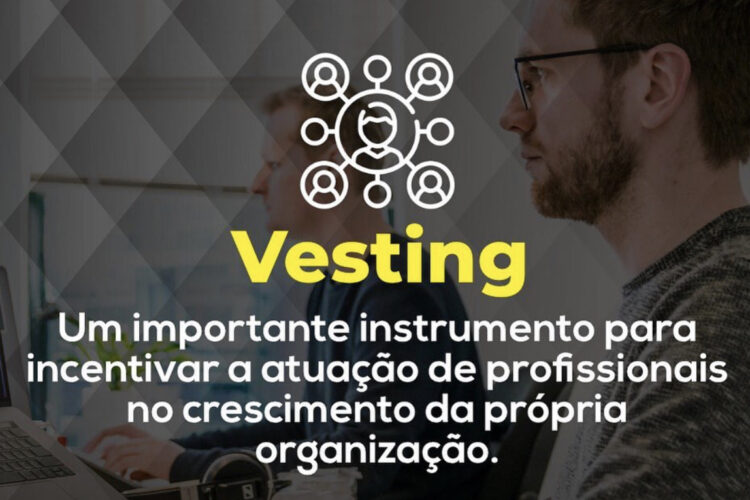 Vesting
Um importante instrumento para
incentivar a atuação de profissionais
no crescimento da própria
organização.